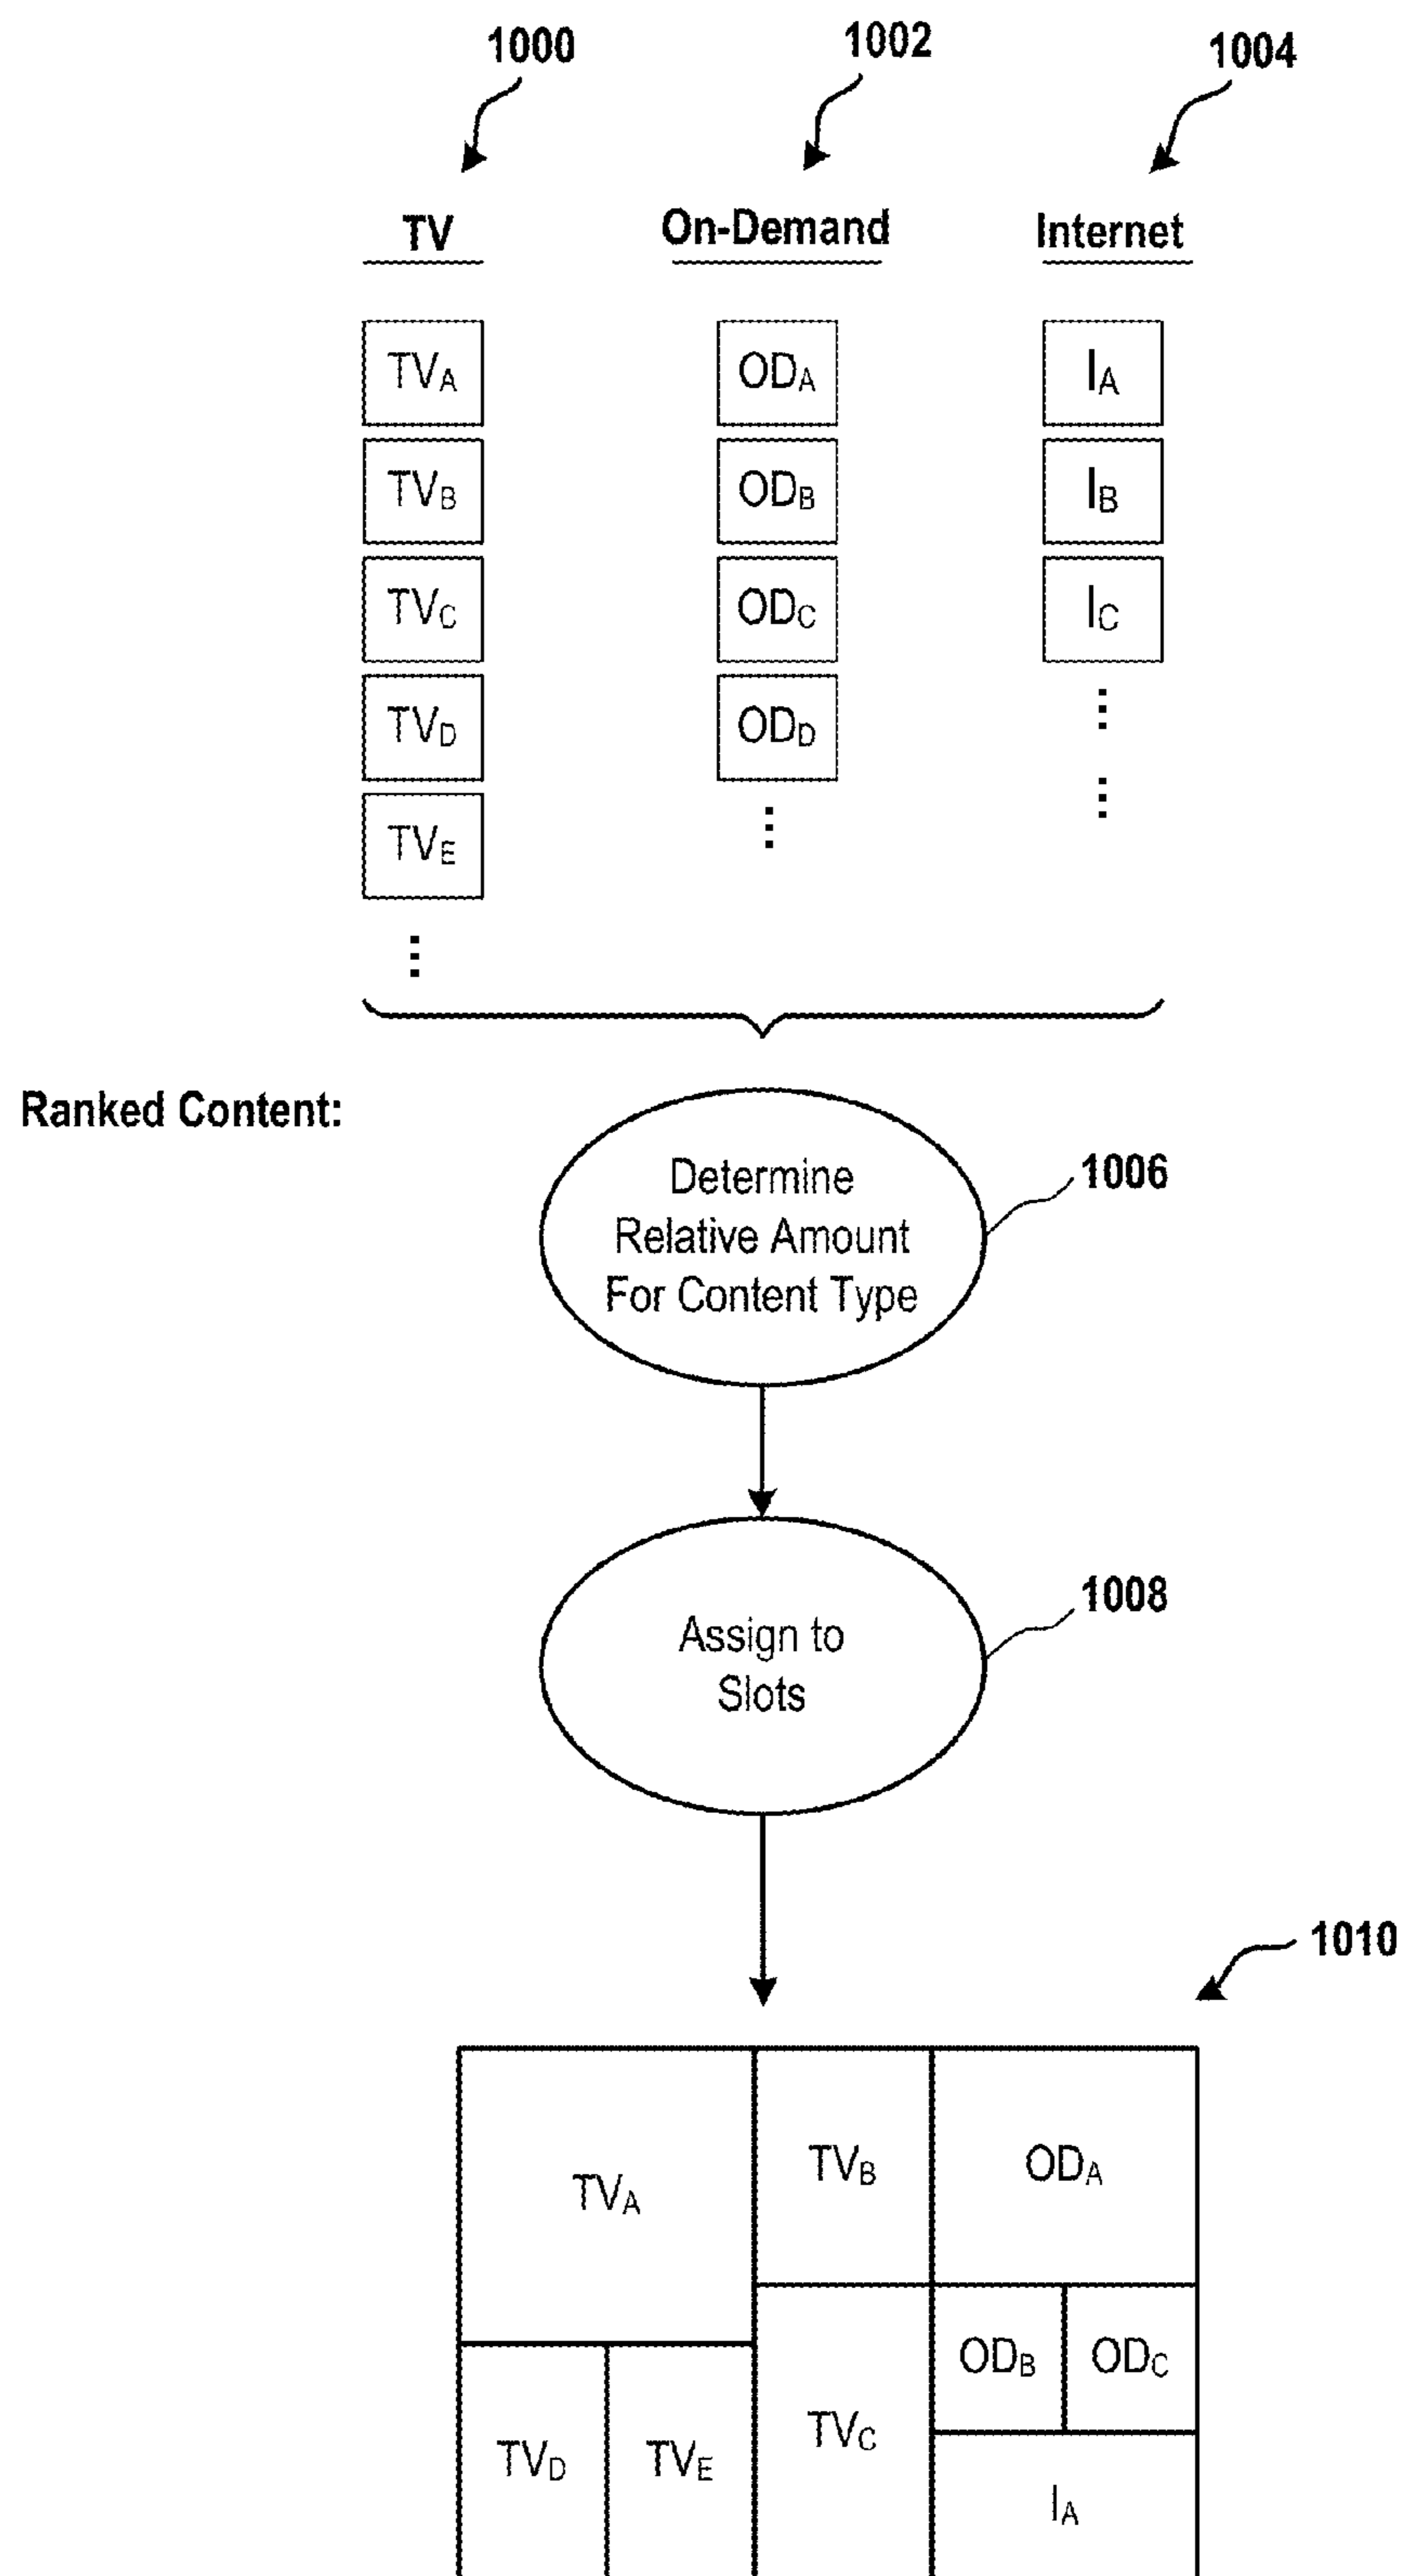 1000 1002 1004
TV On-Demand Internet
TVA ODA IA
TVB ODB IB
TVC ODC IC
TVD ODD
TVE
Ranked Content:
Determine
Relative Amount
For Content Type
1006
Assign to
Slots
1008
1010
TVA TVB ODA
ODB ODC
TVD TVE TVC
IA